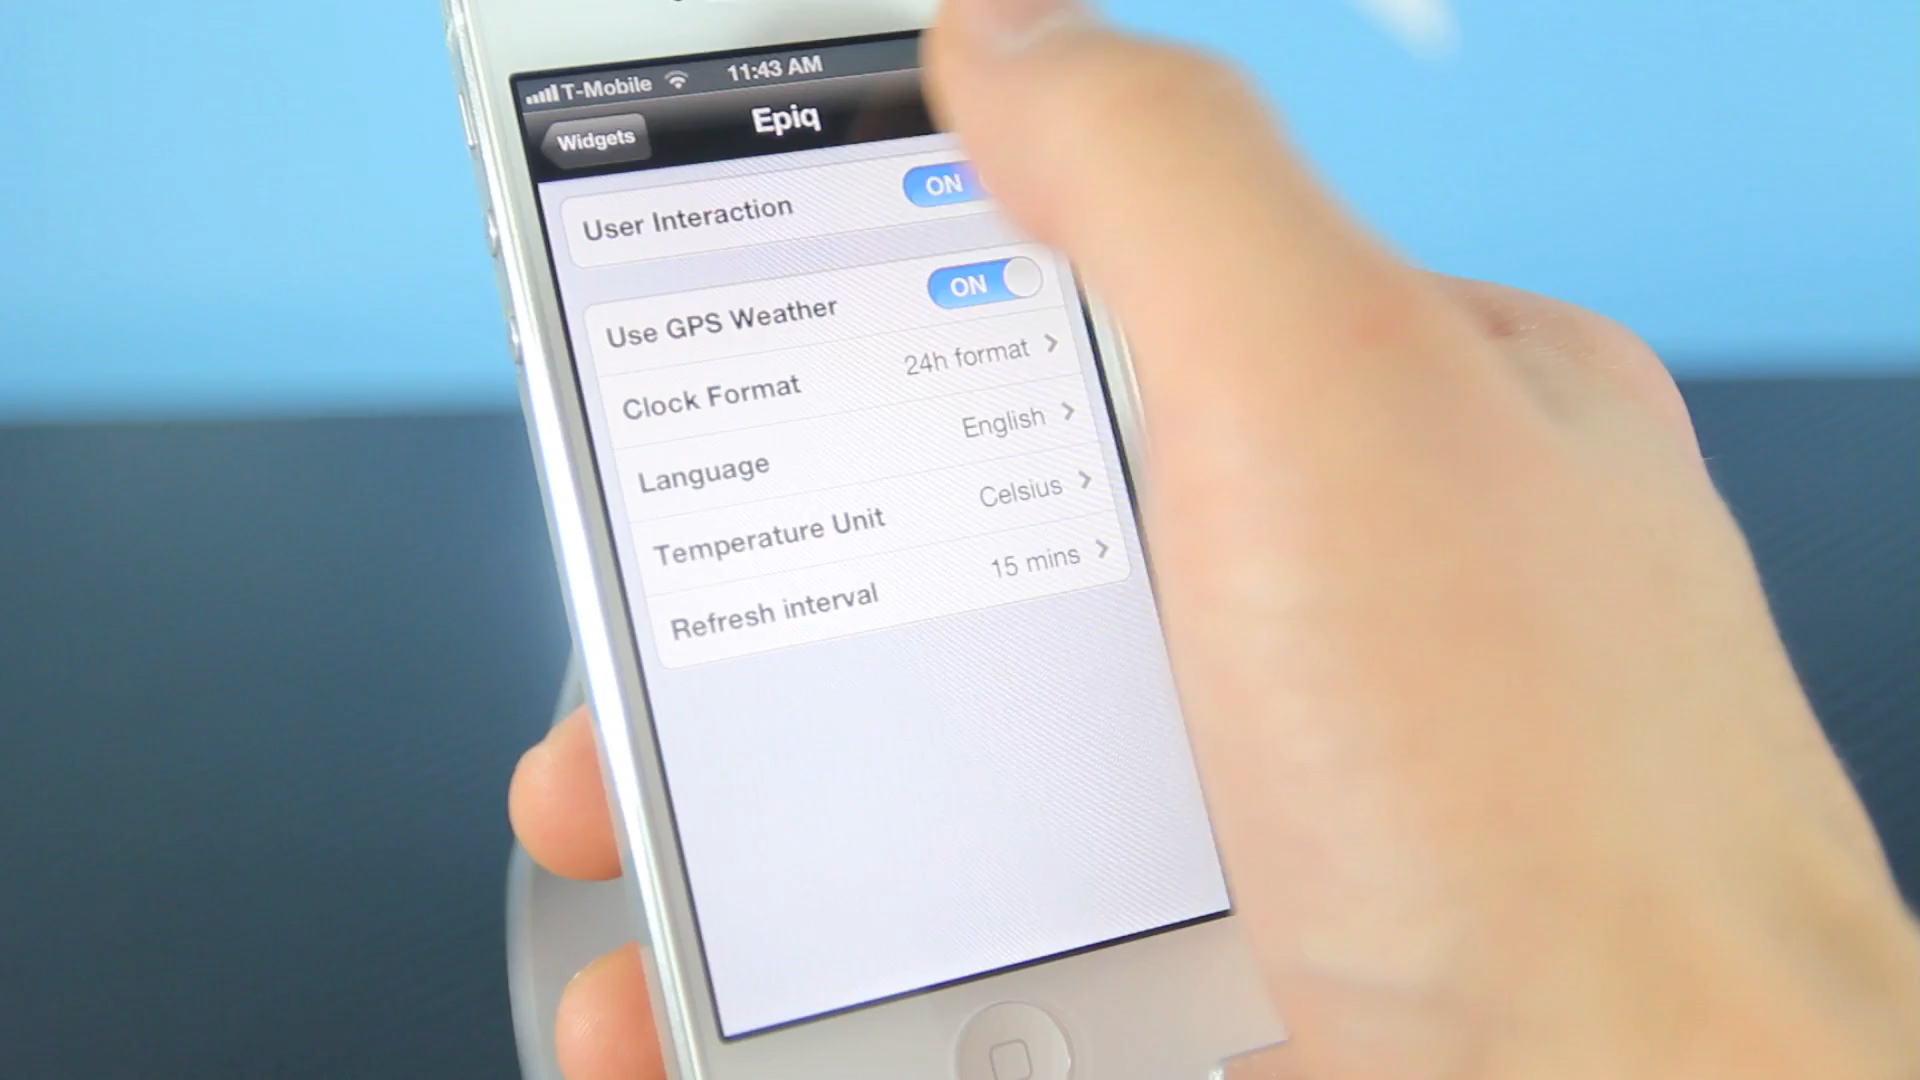 T-Mobile 11:43 AM
Widgets
Epiq
User Interaction ON
Use GPS Weather ON
Clock Format 24h format
Language English
Temperature Unit Celsius
Refresh interval 15 mins